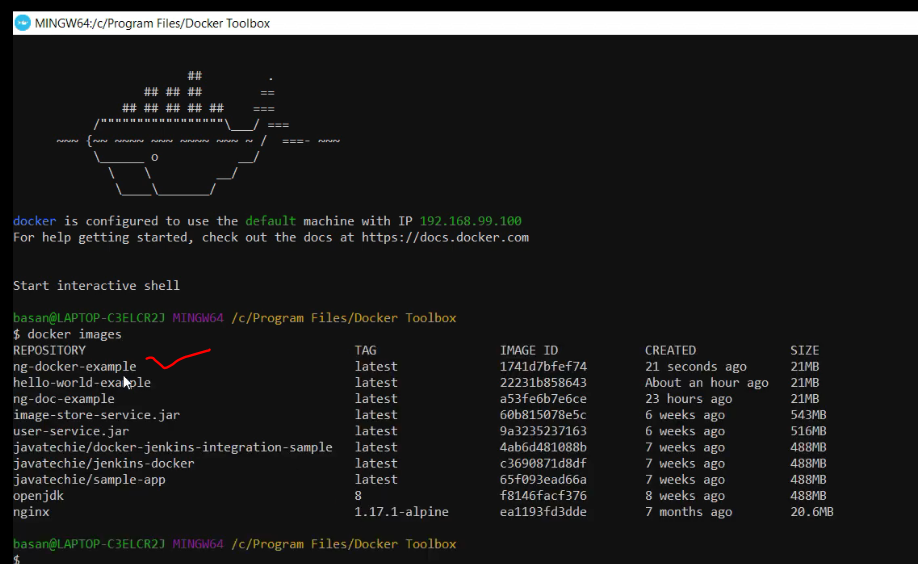 MINGW64:/c/Program Files/Docker Toolbox
##         .
## ## ##        ==
## ## ## ## ##    ===
/"""""""""""""""""\___/ ===
~~~ {~~ ~~~~ ~~~ ~~~~ ~~~ ~ /  ===- ~~~
\______ o           __/
\    \         __/
\____\_______/
docker is configured to use the default machine with IP 192.168.99.100
For help getting started, check out the docs at https://docs.docker.com
Start interactive shell
basan@LAPTOP-C3ELCR2J MINGW64 /c/Program Files/Docker Toolbox
$ docker images
REPOSITORY TAG IMAGE ID CREATED SIZE
ng-docker-example latest 1741d7bfef74 21 seconds ago 21MB
hello-world-example latest 22231b858643 About an hour ago 21MB
ng-doc-example latest a53fe6b7e6ce 23 hours ago 21MB
image-store-service.jar latest 60b815078e5c 6 weeks ago 543MB
user-service.jar latest 9a3235237163 6 weeks ago 516MB
javatechie/docker-jenkins-integration-sample latest 4ab6d481088b 7 weeks ago 488MB
javatechie/jenkins-docker latest c3690871d8df 7 weeks ago 488MB
javatechie/sample-app latest 65f093ead66a 7 weeks ago 488MB
openjdk 8 f8146facf376 8 weeks ago 488MB
nginx 1.17.1-alpine ea1193fd3dde 7 months ago 20.6MB
basan@LAPTOP-C3ELCR2J MINGW64 /c/Program Files/Docker Toolbox
$